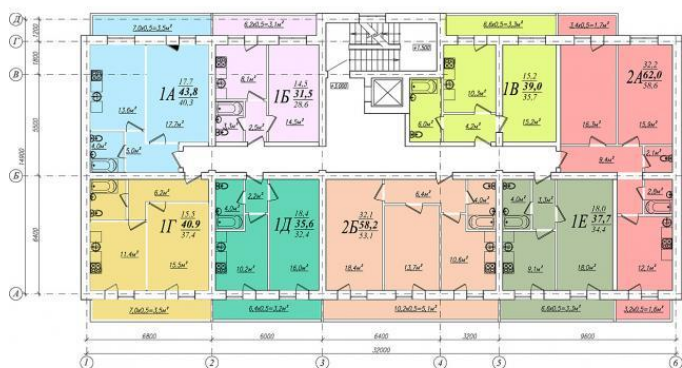 Д
Г
В
Б
А
1200
1800
5500
14900
6400
7,0х0,5=3,5м²
6,2х0,5=3,1м²
6,6х0,5=3,3м²
3,4х0,5=1,7м²
1А
17,7
43,8
40,3
13,6м²
17,7м²
4,0м²
5,0м²
1Б
14,5
31,5
28,6
8,1м²
3,5м²
2,5м²
14,5м²
+1.500
+3.000
1В
15,2
39,0
35,7
10,3м²
6,0м²
4,2м²
15,2м²
2А
32,2
62,0
58,6
16,3м²
15,9м²
9,4м²
2,1м²
2,8м²
12,1м²
1Г
15,5
40,9
37,4
6,2м²
11,4м²
15,5м²
1Д
18,4
35,6
32,4
2,2м²
4,0м²
10,2м²
16,0м²
2Б
32,1
58,2
53,1
6,4м²
4,0м²
18,4м²
13,7м²
10,6м²
1Е
18,0
37,7
34,4
4,0м²
3,3м²
9,1м²
18,0м²
7,0х0,5=3,5м²
6,4х0,5=3,2м²
10,2х0,5=5,1м²
6,6х0,5=3,3м²
3,2х0,5=1,6м²
6800
6000
6400
3200
9600
32000
1
2
3
4
5
6